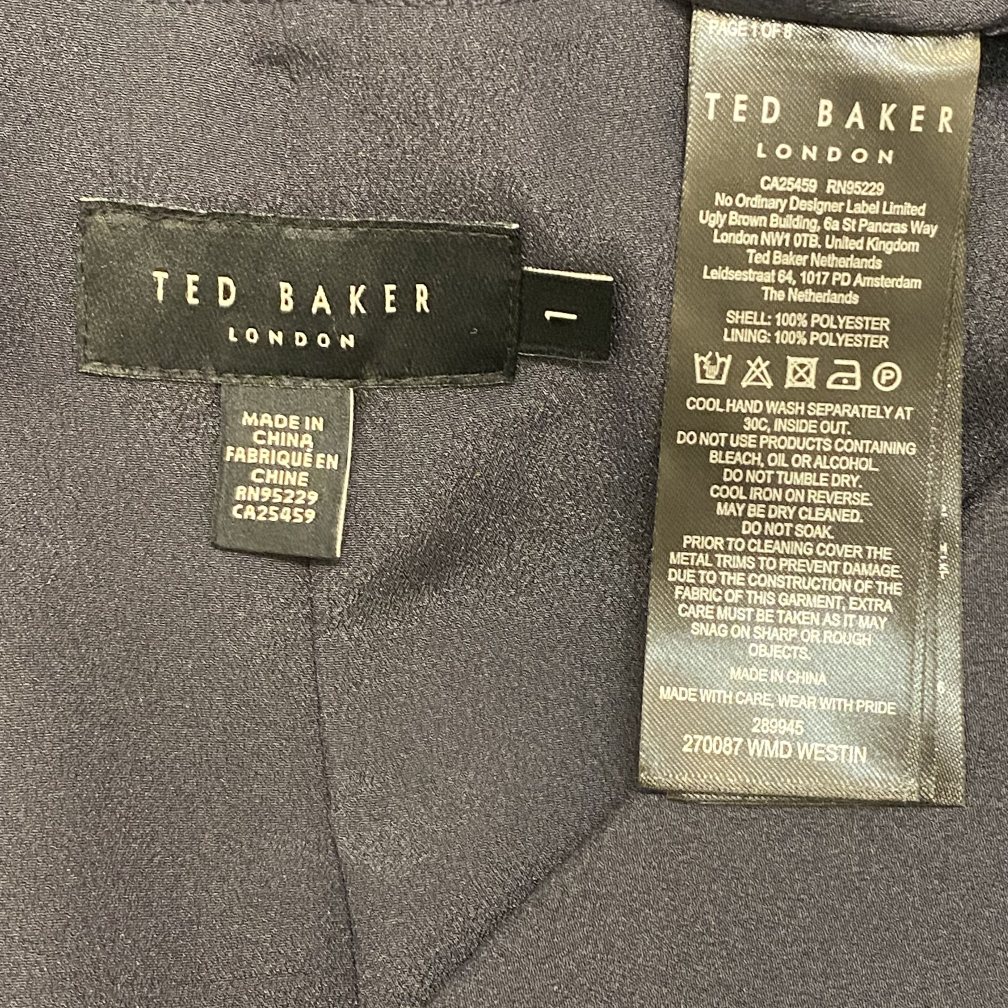 TED BAKER
LONDON
1
MADE IN
CHINA
FABRIQUÉ EN
CHINE
RN95229
CA25459
PAGE 1 OF 8
TED BAKER
LONDON
CA25459 RN95229
No Ordinary Designer Label Limited
Ugly Brown Building, 6a St Pancras Way
London NW1 0TB. United Kingdom
Ted Baker Netherlands
Leidsestraat 64, 1017 PD Amsterdam
The Netherlands
SHELL: 100% POLYESTER
LINING: 100% POLYESTER
P
COOL HAND WASH SEPARATELY AT
30C, INSIDE OUT.
DO NOT USE PRODUCTS CONTAINING
BLEACH, OIL OR ALCOHOL.
DO NOT TUMBLE DRY.
COOL IRON ON REVERSE.
MAY BE DRY CLEANED.
DO NOT SOAK.
PRIOR TO CLEANING COVER THE
METAL TRIMS TO PREVENT DAMAGE.
DUE TO THE CONSTRUCTION OF THE
FABRIC OF THIS GARMENT, EXTRA
CARE MUST BE TAKEN AS IT MAY
SNAG ON SHARP OR ROUGH
OBJECTS.
MADE IN CHINA
MADE WITH CARE, WEAR WITH PRIDE
289945
270087 WMD WESTIN